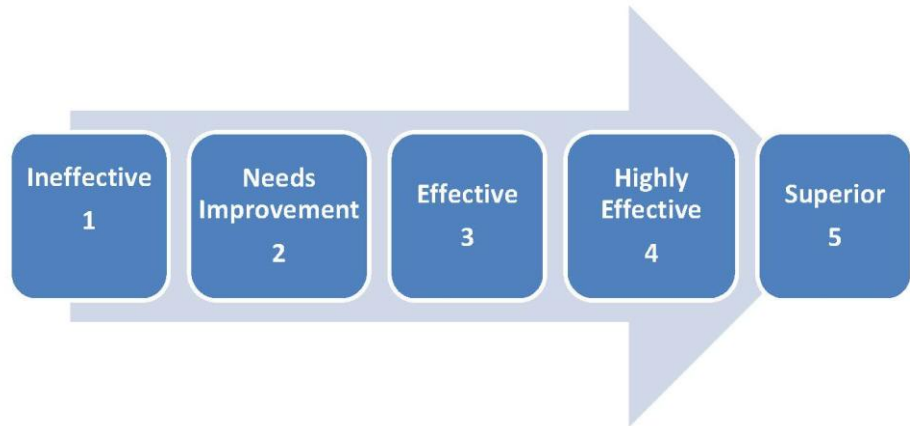 Ineffective
1
Needs
Improvement
2
Effective
3
Highly
Effective
4
Superior
5